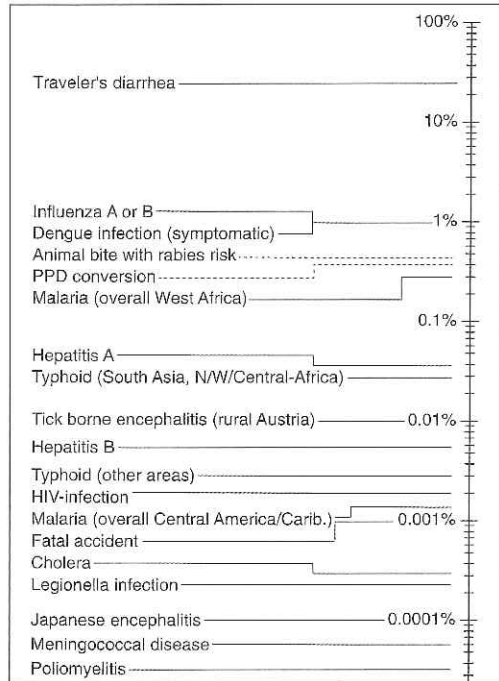 100%
Traveler's diarrhea
10%
Influenza A or B
1%
Dengue infection (symptomatic)
Animal bite with rabies risk
PPD conversion
Malaria (overall West Africa)
0.1%
Hepatitis A
Typhoid (South Asia, N/W/Central-Africa)
Tick borne encephalitis (rural Austria)
0.01%
Hepatitis B
Typhoid (other areas)
HIV-infection
Malaria (overall Central America/Carib.)
0.001%
Fatal accident
Cholera
Legionella infection
Japanese encephalitis
0.0001%
Meningococcal disease
Poliomyelitis